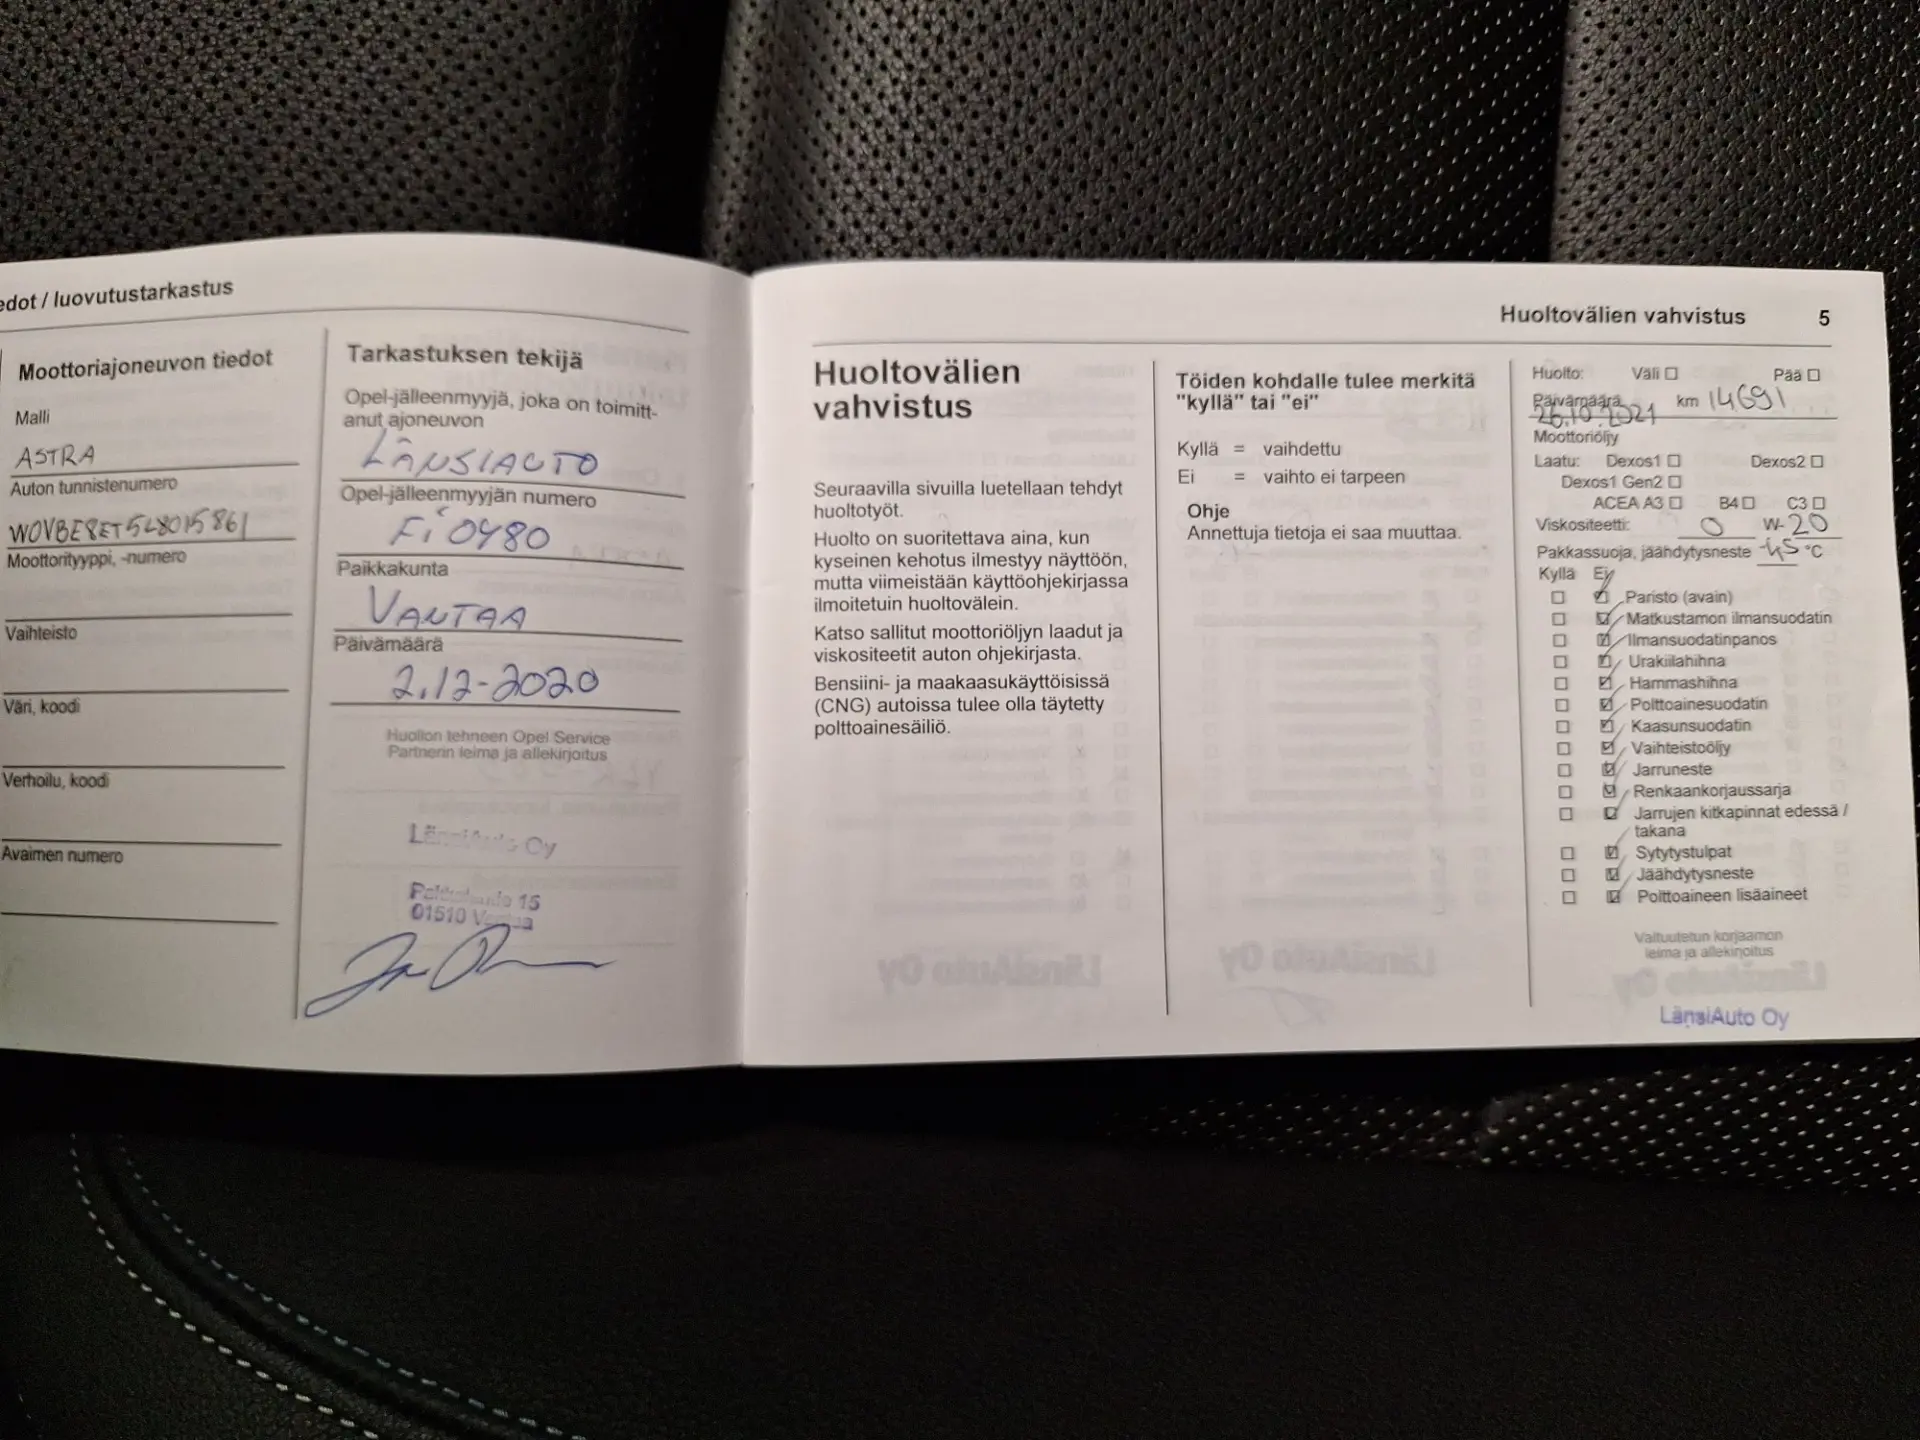 edot / luovutustarkastus
Moottoriajoneuvon tiedot
Malli
ASTRA
Auton tunnistenumero
WOVBE8ET5L8015861
Moottorityyppi, -numero
Vaihteisto
Väri, koodi
Verhoilu, koodi
Avaimen numero
Tarkastuksen tekijä
Opel-jälleenmyyjä, joka on toimitt-
anut ajoneuvon
LÄNSIAUTO
Opel-jälleenmyyjän numero
Fi 0480
Paikkakunta
VANTAA
Päivämäärä
2.12-2020
Huollon tehneen Opel Service
Partnerin leima ja allekirjoitus
LänsiAuto Oy
15
01510 Vantaa
Huoltovälien vahvistus 5
Huoltovälien
vahvistus
Seuraavilla sivuilla luetellaan tehdyt
huoltotyöt.
Huolto on suoritettava aina, kun
kyseinen kehotus ilmestyy näyttöön,
mutta viimeistään käyttöohjekirjassa
ilmoitetuin huoltovälein.
Katso sallitut moottoriöljyn laadut ja
viskositeetit auton ohjekirjasta.
Bensiini- ja maakaasukäyttöisissä
(CNG) autoissa tulee olla täytetty
polttoainesäiliö.
Töiden kohdalle tulee merkitä
"kyllä" tai "ei"
Kyllä = vaihdettu
Ei = vaihto ei tarpeen
Ohje
Annettuja tietoja ei saa muuttaa.
Huolto: Väli Pää
Päivämäärä km 14691
26.10.2021
Moottoriöljy
Laatu: Dexos1 Dexos2
Dexos1 Gen2
ACEA A3 B4 C3
Viskositeetti: 0 W-20
Pakkassuoja, jäähdytysneste -45 °C
Kyllä Ei
Paristo (avain)
Matkustamon ilmansuodatin
Ilmansuodatinpanos
Urakiilahihna
Hammashihna
Polttoainesuodatin
Kaasunsuodatin
Vaihteistoöljy
Jarruneste
Renkaankorjaussarja
Jarrujen kitkapinnat edessä /
takana
Sytytystulpat
Jäähdytysneste
Polttoaineen lisäaineet
Valtuutetun korjaamon
leima ja allekirjoitus
LänsiAuto Oy